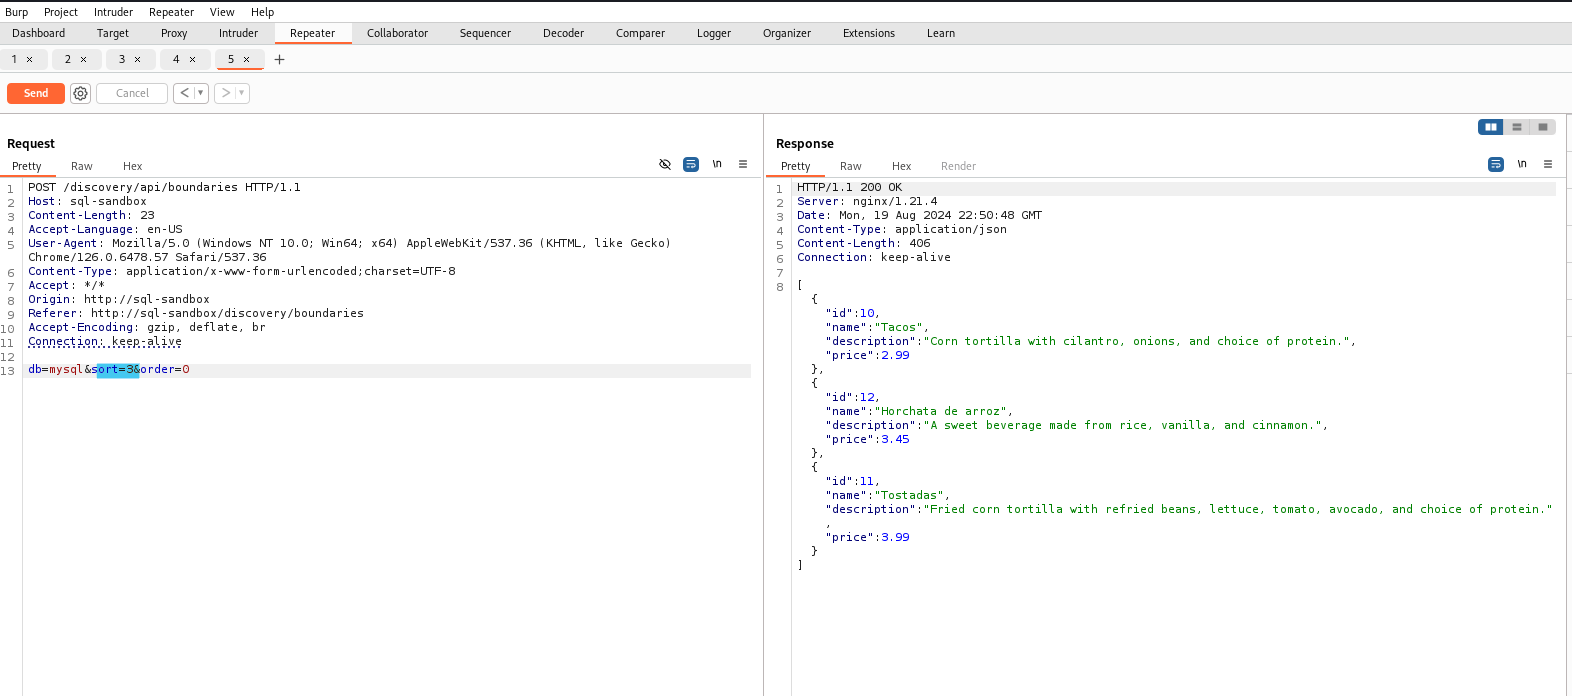 Burp Project Intruder Repeater View Help
Dashboard Target Proxy Intruder Repeater Collaborator Sequencer Decoder Comparer Logger Organizer Extensions Learn
1 × 2 × 3 × 4 × 5 × +
Send Cancel < ▾ > ▾
Request
Pretty Raw Hex
\n
1 POST /discovery/api/boundaries HTTP/1.1
2 Host: sql-sandbox
3 Content-Length: 23
4 Accept-Language: en-US
5 User-Agent: Mozilla/5.0 (Windows NT 10.0; Win64; x64) AppleWebKit/537.36 (KHTML, like Gecko)
Chrome/126.0.6478.57 Safari/537.36
6 Content-Type: application/x-www-form-urlencoded;charset=UTF-8
7 Accept: */*
8 Origin: http://sql-sandbox
9 Referer: http://sql-sandbox/discovery/boundaries
10 Accept-Encoding: gzip, deflate, br
11 Connection: keep-alive
12
13 db=mysql&sort=3&order=0
Response
Pretty Raw Hex Render
\n
1 HTTP/1.1 200 OK
2 Server: nginx/1.21.4
3 Date: Mon, 19 Aug 2024 22:50:48 GMT
4 Content-Type: application/json
5 Content-Length: 406
6 Connection: keep-alive
7
8 [
{
"id":10,
"name":"Tacos",
"description":"Corn tortilla with cilantro, onions, and choice of protein.",
"price":2.99
},
{
"id":12,
"name":"Horchata de arroz",
"description":"A sweet beverage made from rice, vanilla, and cinnamon.",
"price":3.45
},
{
"id":11,
"name":"Tostadas",
"description":"Fried corn tortilla with refried beans, lettuce, tomato, avocado, and choice of protein."
,
"price":3.99
}
]